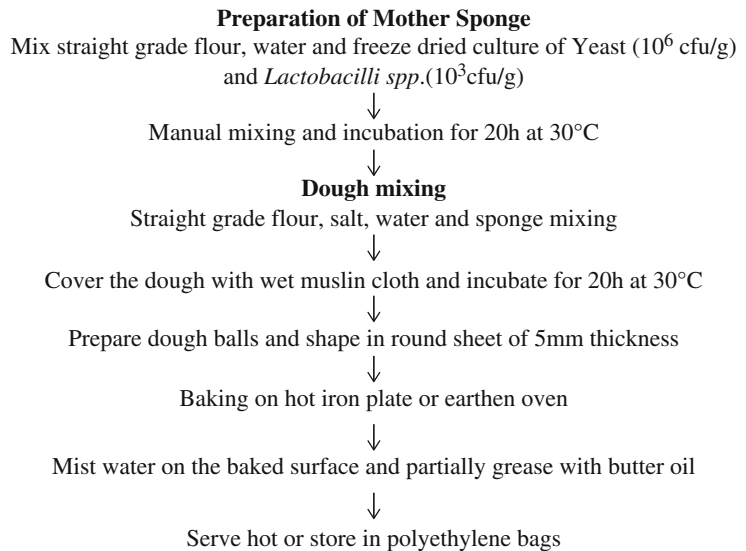 Preparation of Mother Sponge
Mix straight grade flour, water and freeze dried culture of Yeast (10⁶ cfu/g)
and Lactobacilli spp.(10³cfu/g)
Manual mixing and incubation for 20h at 30°C
Dough mixing
Straight grade flour, salt, water and sponge mixing
Cover the dough with wet muslin cloth and incubate for 20h at 30°C
Prepare dough balls and shape in round sheet of 5mm thickness
Baking on hot iron plate or earthen oven
Mist water on the baked surface and partially grease with butter oil
Serve hot or store in polyethylene bags